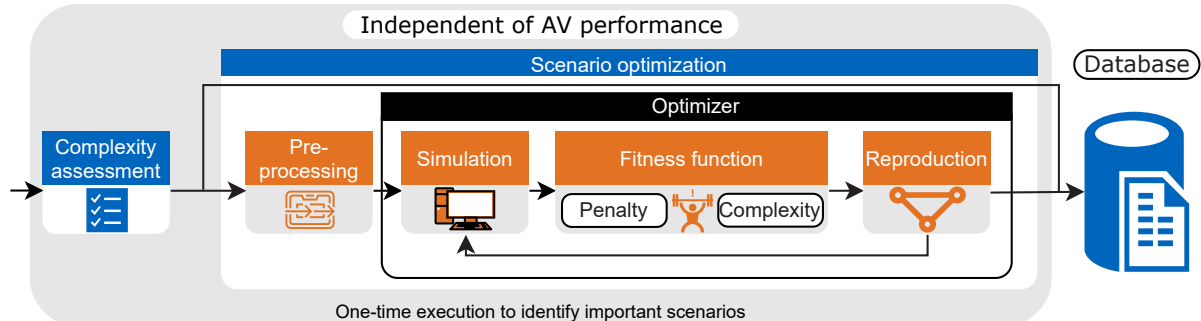 Independent of AV performance
Scenario optimization
Database
Optimizer
Complexity
assessment
Pre-
processing
Simulation
Fitness function
Reproduction
Penalty
Complexity
One-time execution to identify important scenarios